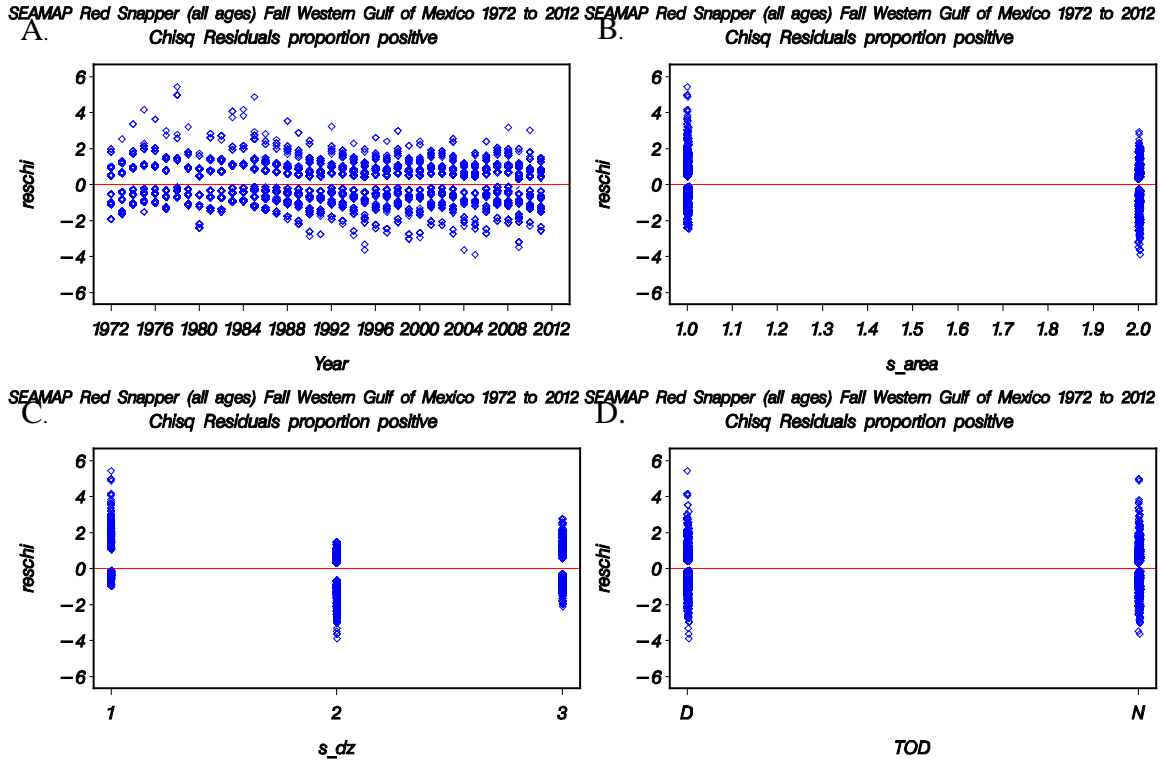 SEAMAP Red Snapper (all ages) Fall Western Gulf of Mexico 1972 to 2012
A.
Chisq Residuals proportion positive
6
4
2
0
−2
−4
−6
reschi
1972 1976 1980 1984 1988 1992 1996 2000 2004 2008 2012
Year
SEAMAP Red Snapper (all ages) Fall Western Gulf of Mexico 1972 to 2012
B.
Chisq Residuals proportion positive
6
4
2
0
−2
−4
−6
reschi
1.0 1.1 1.2 1.3 1.4 1.5 1.6 1.7 1.8 1.9 2.0
s_area
SEAMAP Red Snapper (all ages) Fall Western Gulf of Mexico 1972 to 2012
C.
Chisq Residuals proportion positive
6
4
2
0
−2
−4
−6
reschi
1 2 3
s_dz
SEAMAP Red Snapper (all ages) Fall Western Gulf of Mexico 1972 to 2012
D.
Chisq Residuals proportion positive
6
4
2
0
−2
−4
−6
reschi
D N
TOD